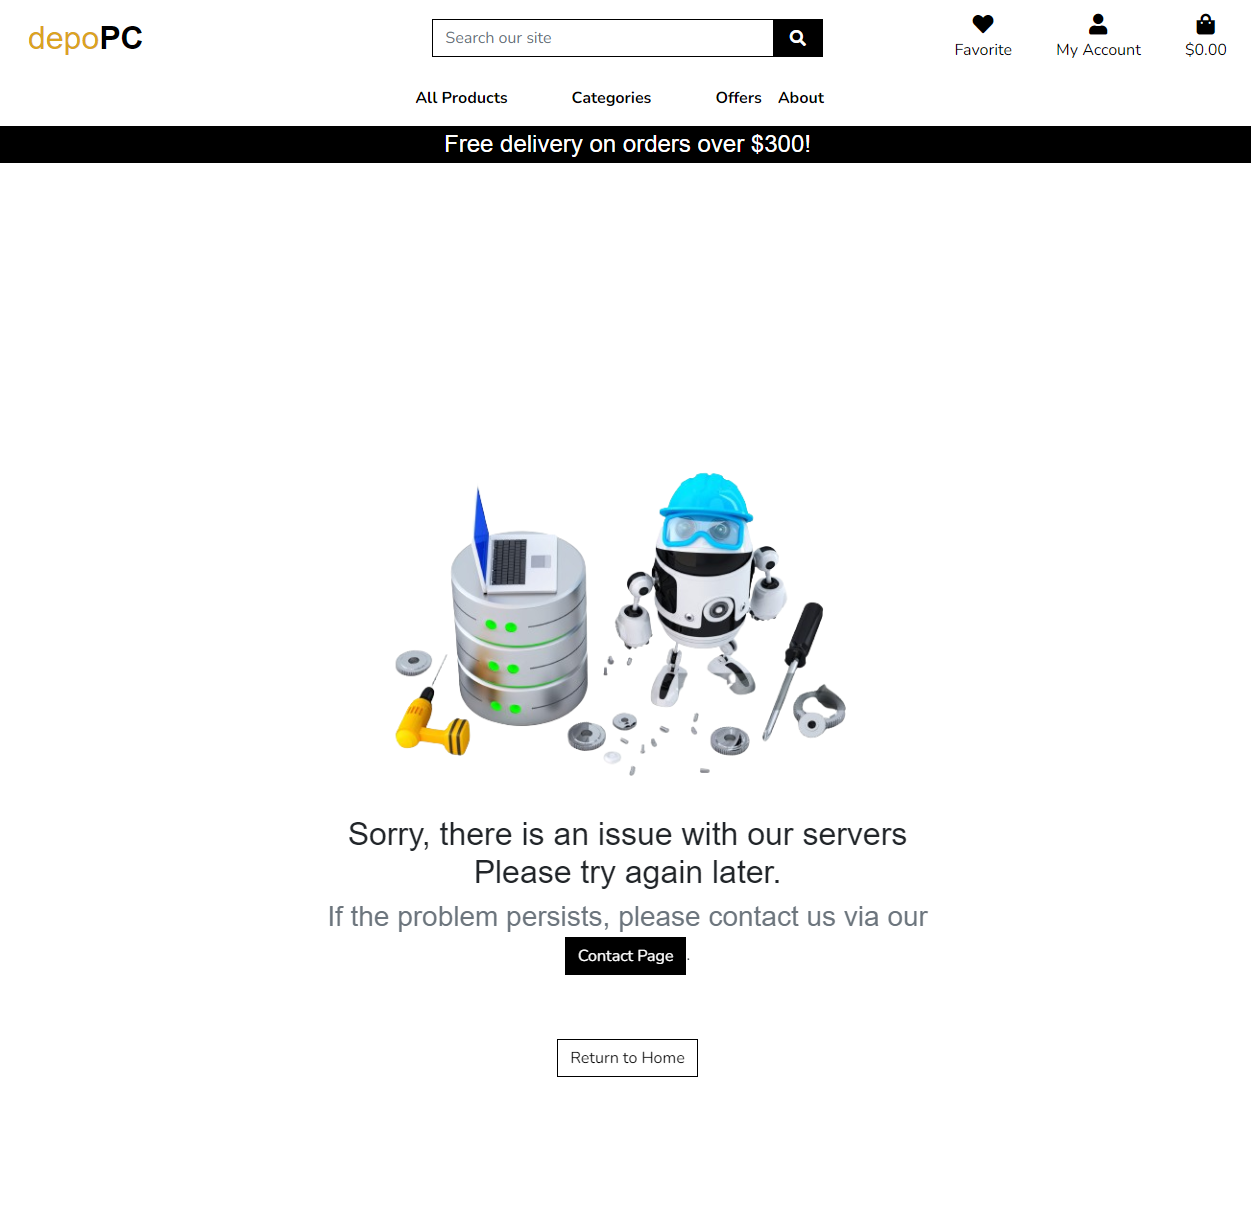 depoPC
Search our site
Favorite
My Account
$0.00
All Products
Categories
Offers
About
Free delivery on orders over $300!
Sorry, there is an issue with our servers
Please try again later.
If the problem persists, please contact us via our
Contact Page .
Return to Home